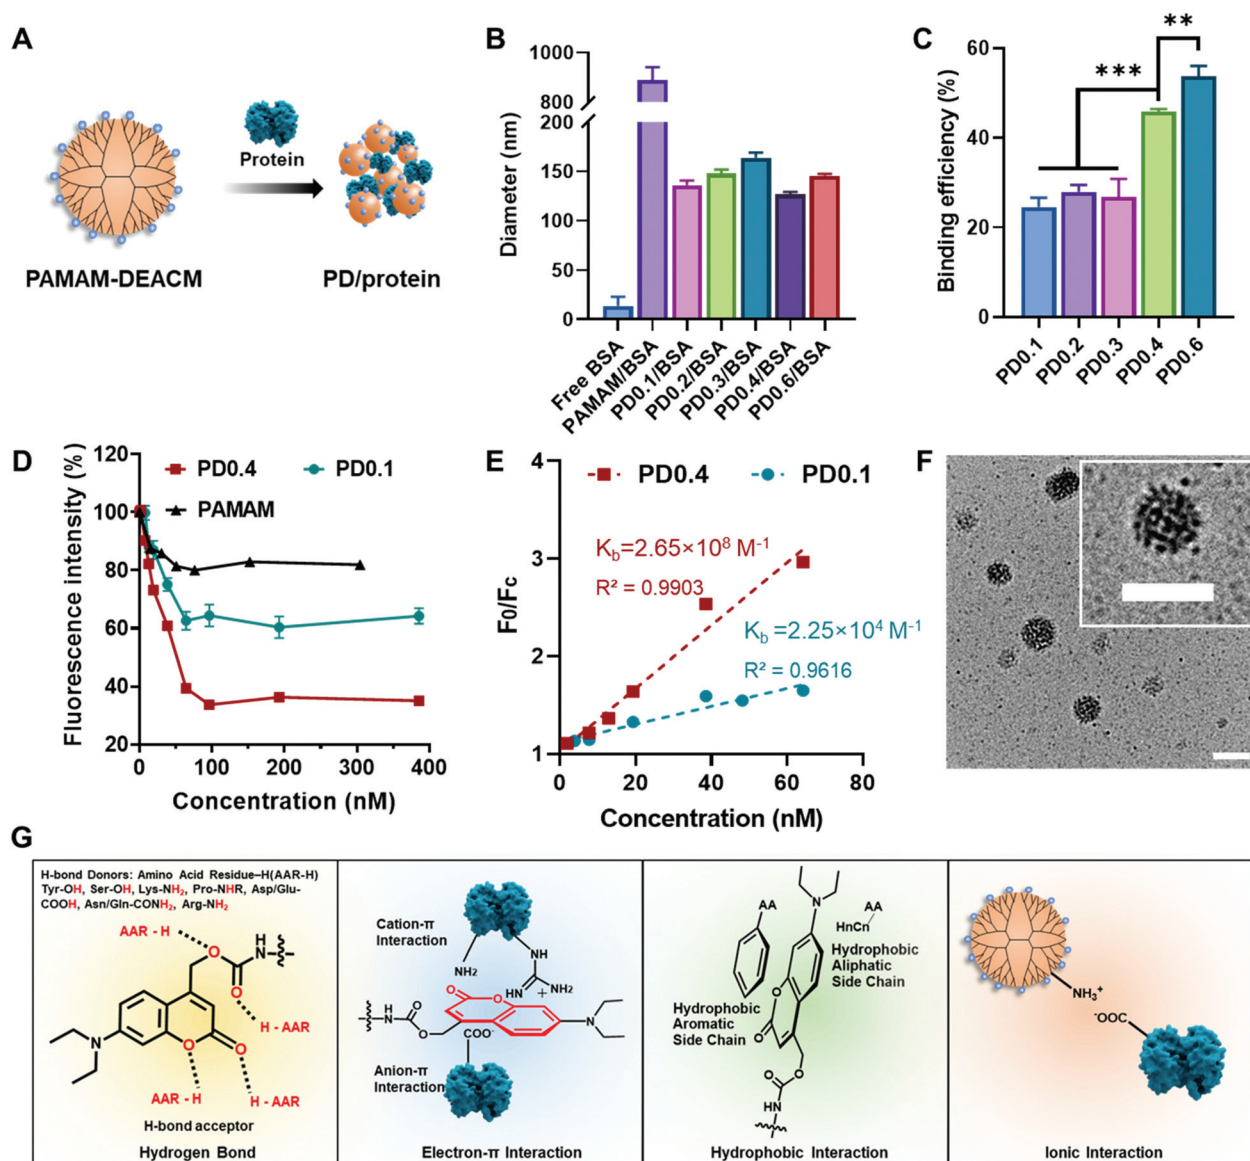 A
Protein
PAMAM-DEACM
PD/protein
B
Diameter (nm)
1000
800
200
150
100
50
0
Free BSA
PAMAM/BSA
PD0.1/BSA
PD0.2/BSA
PD0.3/BSA
PD0.4/BSA
PD0.6/BSA
C
Binding efficiency (%)
60
40
20
0
***
**
PD0.1
PD0.2
PD0.3
PD0.4
PD0.6
D
Fluorescence intensity (%)
120
100
80
60
40
20
PD0.4
PD0.1
PAMAM
0 100 200 300 400
Concentration (nM)
E
F₀/Fc
4
3
2
1
PD0.4
PD0.1
K_b=2.65×10⁸ M⁻¹
R² = 0.9903
K_b=2.25×10⁴ M⁻¹
R² = 0.9616
0 20 40 60 80
Concentration (nM)
F
G
H-bond Donors: Amino Acid Residue–H(AAR-H)
Tyr-OH, Ser-OH, Lys-NH₂, Pro-NHR, Asp/Glu-
COOH, Asn/Gln-CONH₂, Arg-NH₂
AAR - H
O
O
H
N
H - AAR
N
O
O
AAR - H
H - AAR
H-bond acceptor
Hydrogen Bond
Cation-π
Interaction
NH₂
NH
HN
NH₂
+
O
O
H
N
O
O
N
COO⁻
Anion-π
Interaction
Electron-π Interaction
N
AA
AA
HnCn
Hydrophobic
Aliphatic
Side Chain
Hydrophobic
Aromatic
Side Chain
O
O
O
O
NH
Hydrophobic Interaction
NH₃⁺
⁻OOC
Ionic Interaction